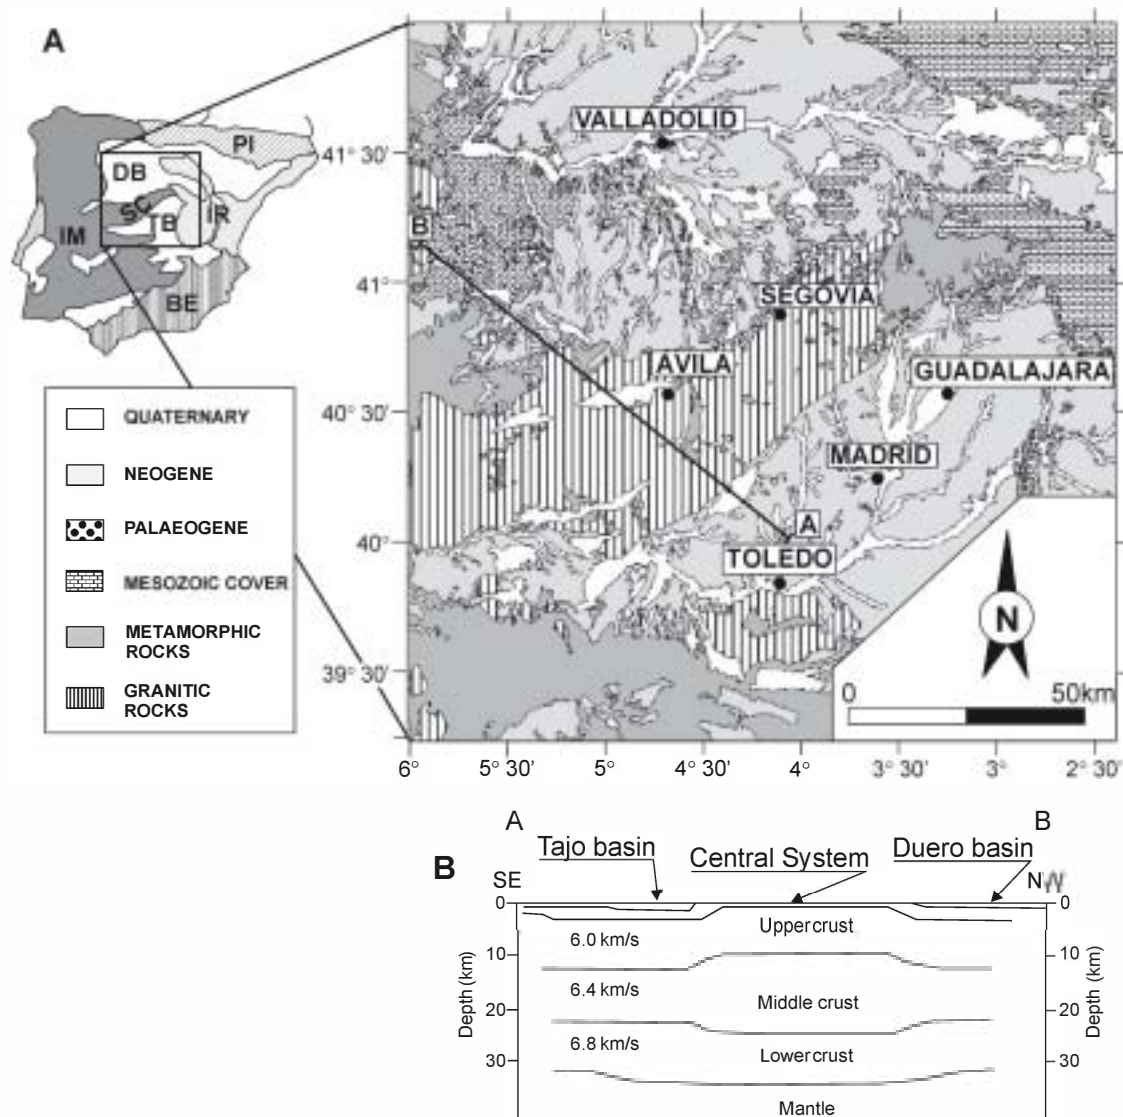 A
PI
DB
SC
TB
IR
IM
BE
QUATERNARY
NEOGENE
PALAEOGENE
MESOZOIC COVER
METAMORPHIC
ROCKS
GRANITIC
ROCKS
VALLADOLID
B
SEGOVIA
AVILA
GUADALAJARA
MADRID
A
TOLEDO
N
0 50km
41° 30'
41°
40° 30'
40°
39° 30'
6° 5° 30' 5° 4° 30' 4° 3° 30' 3° 2° 30'
A B
B
Tajo basin
Central System
Duero basin
SE NW
0 0
Upper crust
6.0 km/s
10 10
6.4 km/s
Middle crust
20 20
6.8 km/s
Lower crust
30 30
Mantle
Depth (km)
Depth (km)